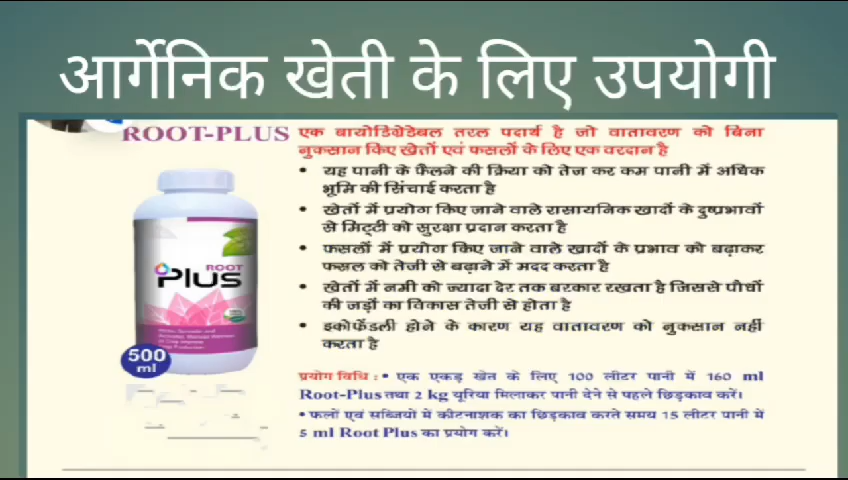 आर्गेनिक खेती के लिए उपयोगी
ROOT-PLUS एक बायोडिग्रेडेबल तरल पदार्थ है जो वातावरण को बिना
नुकसान किए खेतों एवं फसलों के लिए एक वरदान है
• यह पानी के फैलने की क्रिया को तेज कर कम पानी में अधिक
भूमि की सिंचाई करता है
• खेतों में प्रयोग किए जाने वाले रासायनिक खादों के दुष्प्रभावों
से मिट्टी को सुरक्षा प्रदान करता है
• फसलों में प्रयोग किए जाने वाले खादों के प्रभाव को बढ़ाकर
फसल को तेजी से बढ़ाने में मदद करता है
• खेतों में नमी को ज्यादा देर तक बरकार रखता है जिससे पौधों
की जड़ों का विकास तेजी से होता है
• इकोफ्रेंडली होने के कारण यह वातावरण को नुकसान नहीं
करता है
ROOT
Plus
500
ml
प्रयोग विधि : • एक एकड़ खेत के लिए 100 लीटर पानी में 160 ml
Root-Plus तथा 2 kg यूरिया मिलाकर पानी देने से पहले छिड़काव करें।
• फलों एवं सब्जियों में कीटनाशक का छिड़काव करते समय 15 लीटर पानी में
5 ml Root Plus का प्रयोग करें।